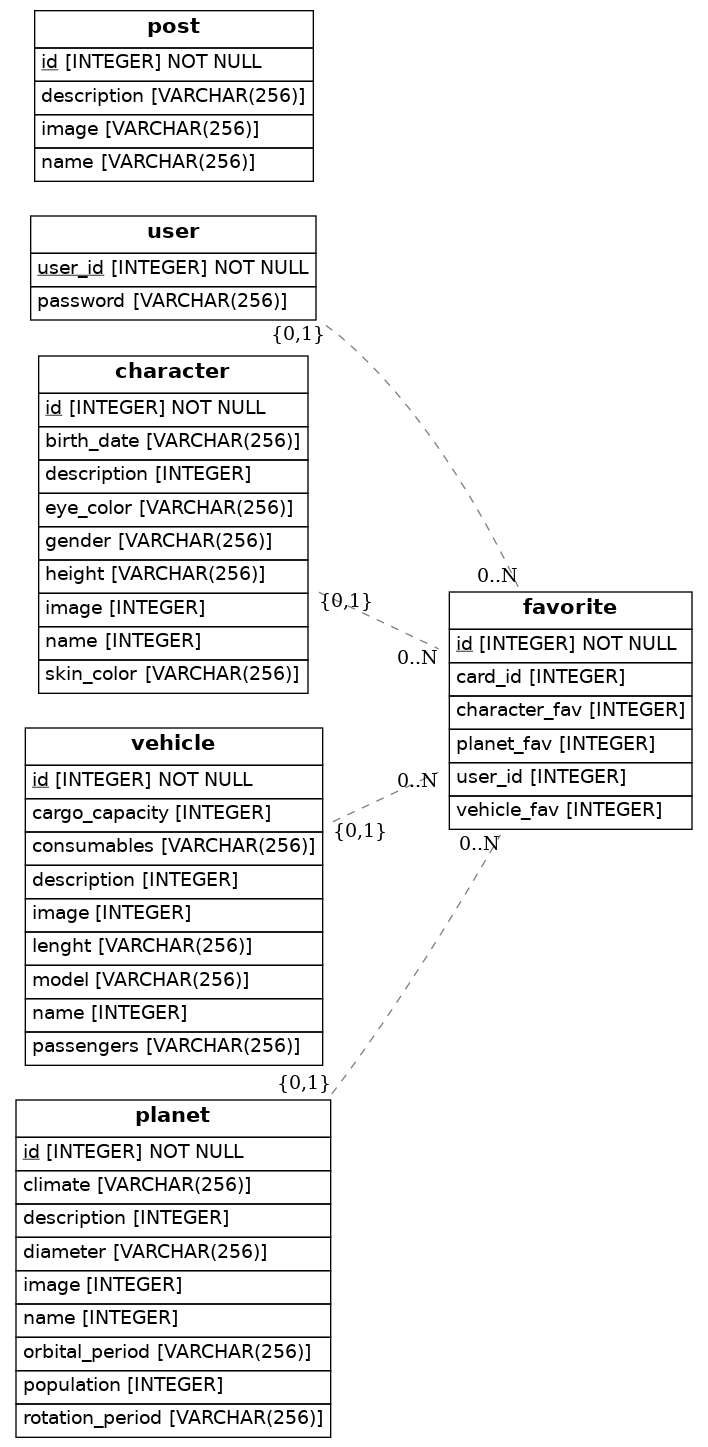 post
id [INTEGER] NOT NULL
description [VARCHAR(256)]
image [VARCHAR(256)]
name [VARCHAR(256)]
user
user_id [INTEGER] NOT NULL
password [VARCHAR(256)]
{0,1}
character
id [INTEGER] NOT NULL
birth_date [VARCHAR(256)]
description [INTEGER]
eye_color [VARCHAR(256)]
gender [VARCHAR(256)]
height [VARCHAR(256)]
image [INTEGER]
name [INTEGER]
skin_color [VARCHAR(256)]
{0,1}
vehicle
id [INTEGER] NOT NULL
cargo_capacity [INTEGER]
consumables [VARCHAR(256)]
description [INTEGER]
image [INTEGER]
lenght [VARCHAR(256)]
model [VARCHAR(256)]
name [INTEGER]
passengers [VARCHAR(256)]
{0,1}
planet
id [INTEGER] NOT NULL
climate [VARCHAR(256)]
description [INTEGER]
diameter [VARCHAR(256)]
image [INTEGER]
name [INTEGER]
orbital_period [VARCHAR(256)]
population [INTEGER]
rotation_period [VARCHAR(256)]
{0,1}
0..N
favorite
id [INTEGER] NOT NULL
card_id [INTEGER]
character_fav [INTEGER]
planet_fav [INTEGER]
user_id [INTEGER]
vehicle_fav [INTEGER]
0..N
0..N
0..N